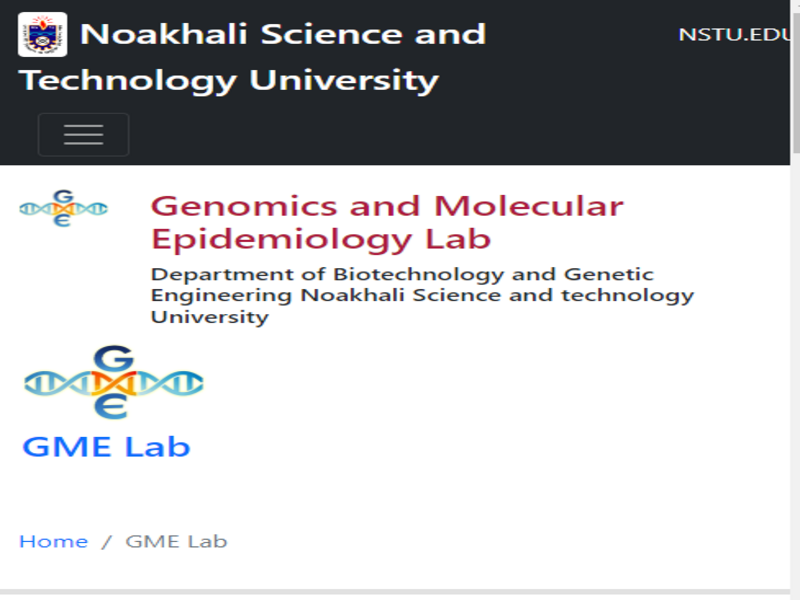 Noakhali Science and
Technology University
NSTU.EDU
G
M
E
Genomics and Molecular
Epidemiology Lab
Department of Biotechnology and Genetic
Engineering Noakhali Science and technology
University
G
M
E
GME Lab
Home / GME Lab